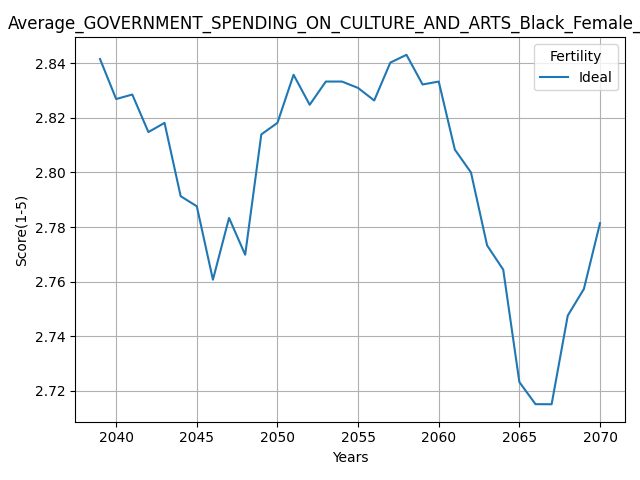 Average_GOVERNMENT_SPENDING_ON_CULTURE_AND_ARTS_Black_Female_
Fertility
Ideal
Score(1-5)
2.84
2.82
2.80
2.78
2.76
2.74
2.72
2040 2045 2050 2055 2060 2065 2070
Years